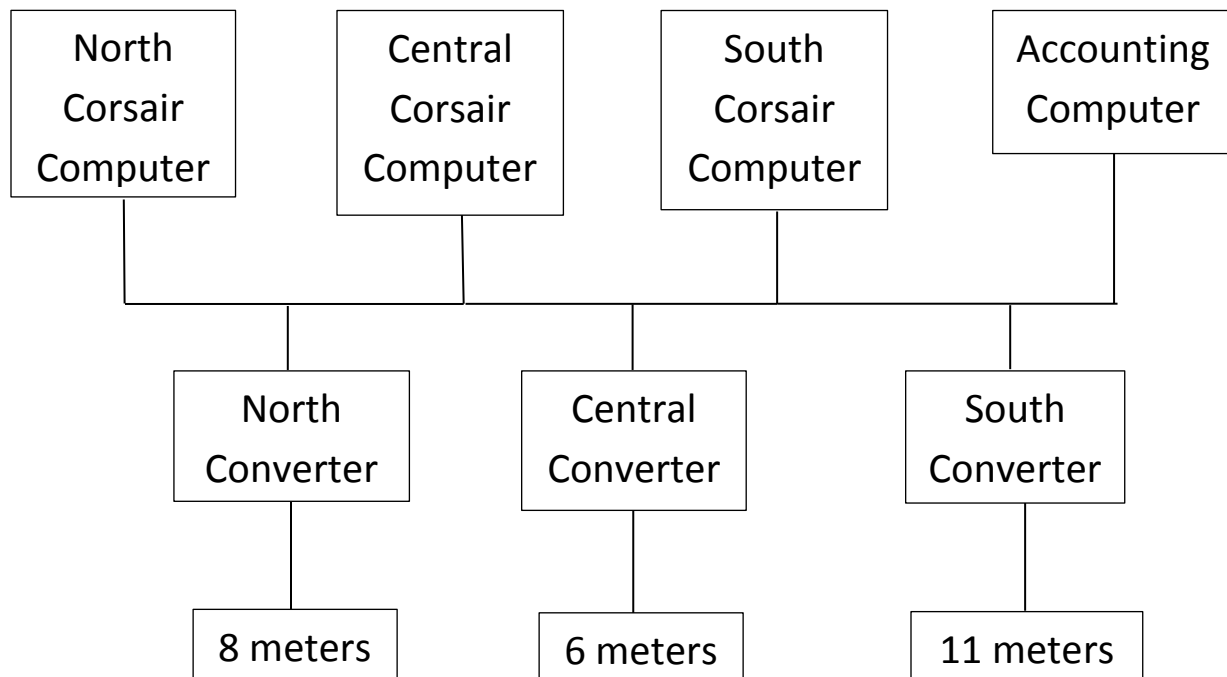 North
Corsair
Computer
Central
Corsair
Computer
South
Corsair
Computer
Accounting
Computer
North
Converter
Central
Converter
South
Converter
8 meters
6 meters
11 meters